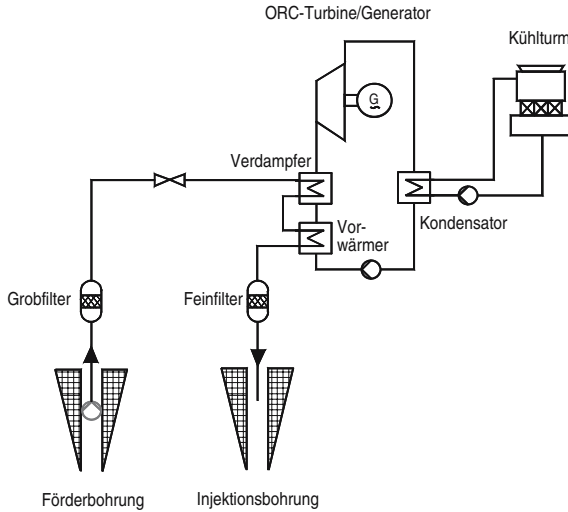 ORC-Turbine/Generator
Kühlturm
G
Verdampfer
Vor-
wärmer
Kondensator
Grobfilter
Feinfilter
Förderbohrung
Injektionsbohrung